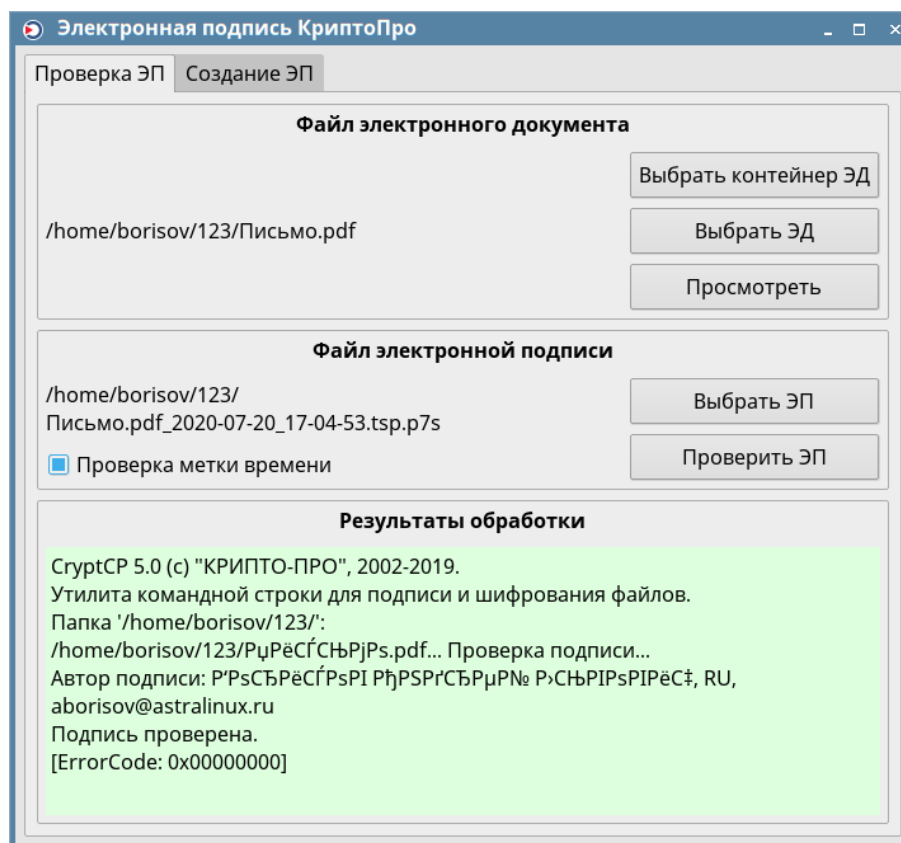 Электронная подпись КриптоПро
Проверка ЭП
Создание ЭП
Файл электронного документа
Выбрать контейнер ЭД
/home/borisov/123/Письмо.pdf
Выбрать ЭД
Просмотреть
Файл электронной подписи
/home/borisov/123/
Письмо.pdf_2020-07-20_17-04-53.tsp.p7s
Выбрать ЭП
Проверка метки времени
Проверить ЭП
Результаты обработки
CryptCP 5.0 (c) "КРИПТО-ПРО", 2002-2019.
Утилита командной строки для подписи и шифрования файлов.
Папка '/home/borisov/123/':
/home/borisov/123/РџРёСЃСЊРјРѕ.pdf... Проверка подписи...
Автор подписи: Р‘РѕСЂРёСЃРѕРІ РђРЅРґСЂРµР№ Р›СЊРІРѕРІРёС‡, RU,
aborisov@astralinux.ru
Подпись проверена.
[ErrorCode: 0x00000000]